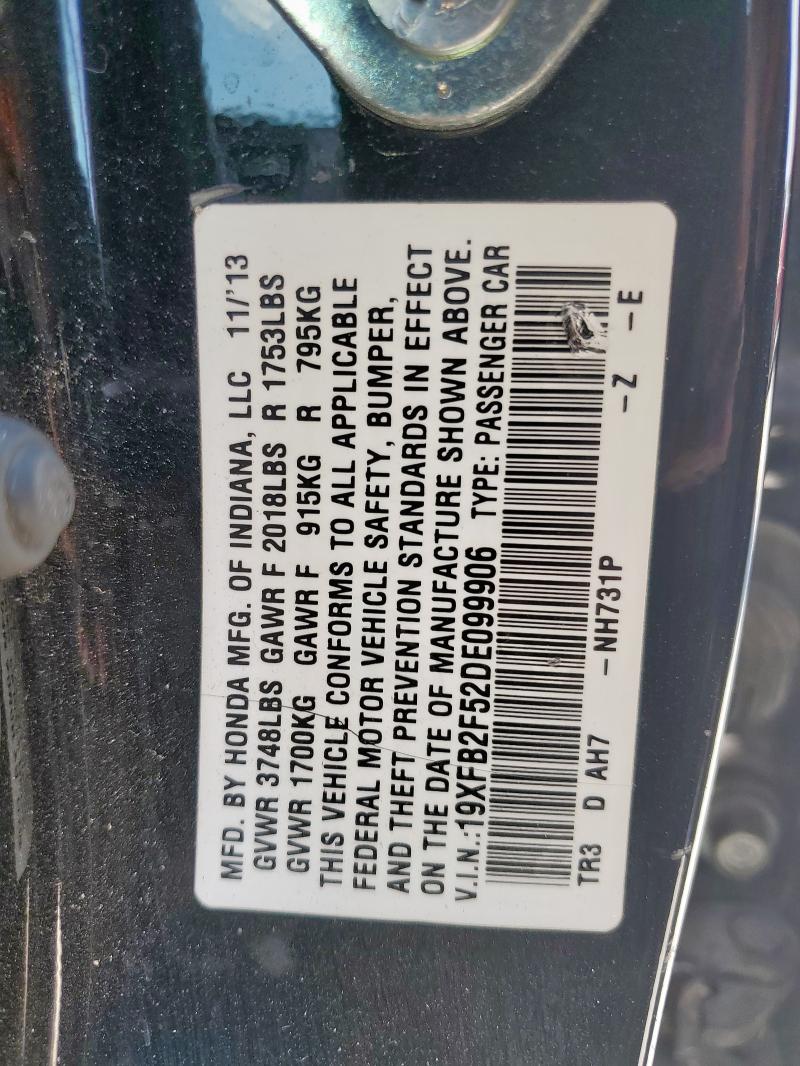 MFD. BY HONDA MFG. OF INDIANA, LLC 11/'13
GVWR 3748LBS GAWR F 2018LBS R 1753LBS
GVWR 1700KG GAWR F 915KG R 795KG
THIS VEHICLE CONFORMS TO ALL APPLICABLE
FEDERAL MOTOR VEHICLE SAFETY, BUMPER,
AND THEFT PREVENTION STANDARDS IN EFFECT
ON THE DATE OF MANUFACTURE SHOWN ABOVE.
V.I.N.:19XFB2F52DE099906 TYPE: PASSENGER CAR
TR3 D AH7 -NH731P -Z -E